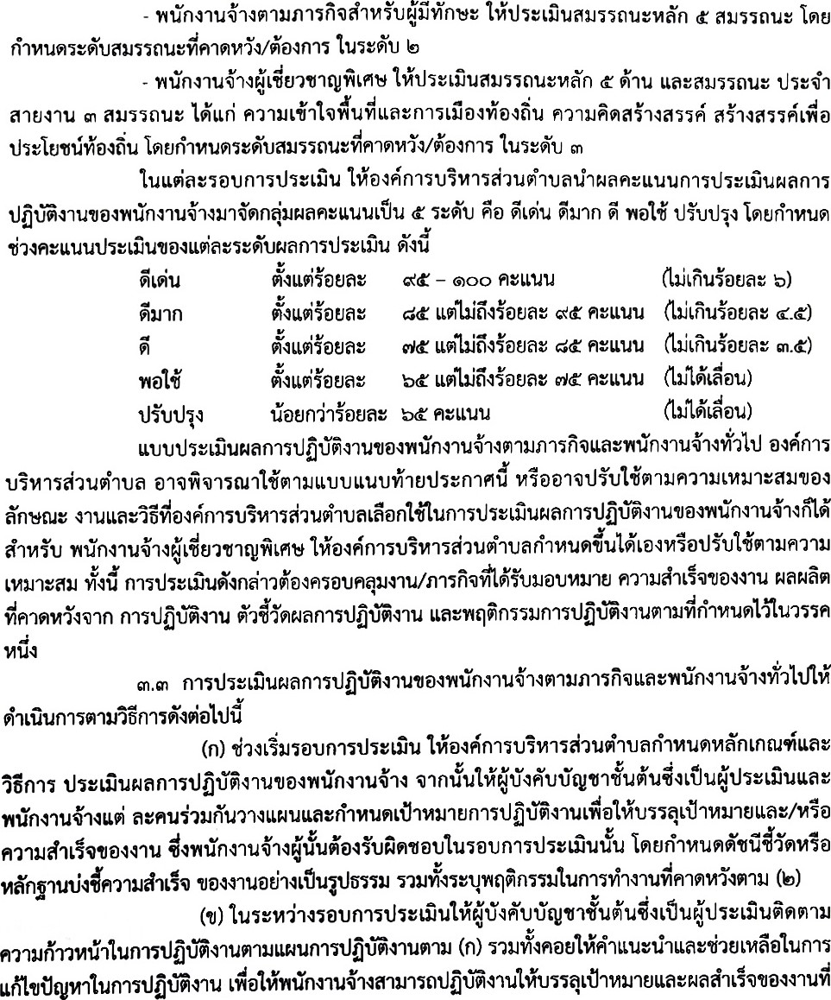 - พนักงานจ้างตามภารกิจสำหรับผู้มีทักษะ ให้ประเมินสมรรถนะหลัก ๕ สมรรถนะ โดย
กำหนดระดับสมรรถนะที่คาดหวัง/ต้องการ ในระดับ ๒
- พนักงานจ้างผู้เชี่ยวชาญพิเศษ ให้ประเมินสมรรถนะหลัก ๕ ด้าน และสมรรถนะ ประจำ
สายงาน ๓ สมรรถนะ ได้แก่ ความเข้าใจพื้นที่และการเมืองท้องถิ่น ความคิดสร้างสรรค์ สร้างสรรค์เพื่อ
ประโยชน์ท้องถิ่น โดยกำหนดระดับสมรรถนะที่คาดหวัง/ต้องการ ในระดับ ๓
ในแต่ละรอบการประเมิน ให้องค์การบริหารส่วนตำบลนำผลคะแนนการประเมินผลการ
ปฏิบัติงานของพนักงานจ้างมาจัดกลุ่มผลคะแนนเป็น ๕ ระดับ คือ ดีเด่น ดีมาก ดี พอใช้ ปรับปรุง โดยกำหนด
ช่วงคะแนนประเมินของแต่ละระดับผลการประเมิน ดังนี้
ดีเด่น ตั้งแต่ร้อยละ ๙๕ – ๑๐๐ คะแนน (ไม่เกินร้อยละ ๖)
ดีมาก ตั้งแต่ร้อยละ ๘๕ แต่ไม่ถึงร้อยละ ๙๕ คะแนน (ไม่เกินร้อยละ ๔.๕)
ดี ตั้งแต่ร้อยละ ๗๕ แต่ไม่ถึงร้อยละ ๘๕ คะแนน (ไม่เกินร้อยละ ๓.๕)
พอใช้ ตั้งแต่ร้อยละ ๖๕ แต่ไม่ถึงร้อยละ ๗๕ คะแนน (ไม่ได้เลื่อน)
ปรับปรุง น้อยกว่าร้อยละ ๖๕ คะแนน (ไม่ได้เลื่อน)
แบบประเมินผลการปฏิบัติงานของพนักงานจ้างตามภารกิจและพนักงานจ้างทั่วไป องค์การ
บริหารส่วนตำบล อาจพิจารณาใช้ตามแบบแนบท้ายประกาศนี้ หรืออาจปรับใช้ตามความเหมาะสมของ
ลักษณะ งานและวิธีที่องค์การบริหารส่วนตำบลเลือกใช้ในการประเมินผลการปฏิบัติงานของพนักงานจ้างก็ได้
สำหรับ พนักงานจ้างผู้เชี่ยวชาญพิเศษ ให้องค์การบริหารส่วนตำบลกำหนดขึ้นได้เองหรือปรับใช้ตามความ
เหมาะสม ทั้งนี้ การประเมินดังกล่าวต้องครอบคลุมงาน/ภารกิจที่ได้รับมอบหมาย ความสำเร็จของงาน ผลผลิต
ที่คาดหวังจาก การปฏิบัติงาน ตัวชี้วัดผลการปฏิบัติงาน และพฤติกรรมการปฏิบัติงานตามที่กำหนดไว้ในวรรค
หนึ่ง
๓.๓ การประเมินผลการปฏิบัติงานของพนักงานจ้างตามภารกิจและพนักงานจ้างทั่วไปให้
ดำเนินการตามวิธีการดังต่อไปนี้
(ก) ช่วงเริ่มรอบการประเมิน ให้องค์การบริหารส่วนตำบลกำหนดหลักเกณฑ์และ
วิธีการ ประเมินผลการปฏิบัติงานของพนักงานจ้าง จากนั้นให้ผู้บังคับบัญชาชั้นต้นซึ่งเป็นผู้ประเมินและ
พนักงานจ้างแต่ ละคนร่วมกันวางแผนและกำหนดเป้าหมายการปฏิบัติงานเพื่อให้บรรลุเป้าหมายและ/หรือ
ความสำเร็จของงาน ซึ่งพนักงานจ้างผู้นั้นต้องรับผิดชอบในรอบการประเมินนั้น โดยกำหนดดัชนีชี้วัดหรือ
หลักฐานบ่งชี้ความสำเร็จ ของงานอย่างเป็นรูปธรรม รวมทั้งระบุพฤติกรรมในการทำงานที่คาดหวังตาม (๒)
(ข) ในระหว่างรอบการประเมินให้ผู้บังคับบัญชาชั้นต้นซึ่งเป็นผู้ประเมินติดตาม
ความก้าวหน้าในการปฏิบัติงานตามแผนการปฏิบัติงานตาม (ก) รวมทั้งคอยให้คำแนะนำและช่วยเหลือในการ
แก้ไขปัญหาในการปฏิบัติงาน เพื่อให้พนักงานจ้างสามารถปฏิบัติงานให้บรรลุเป้าหมายและผลสำเร็จของงานที่